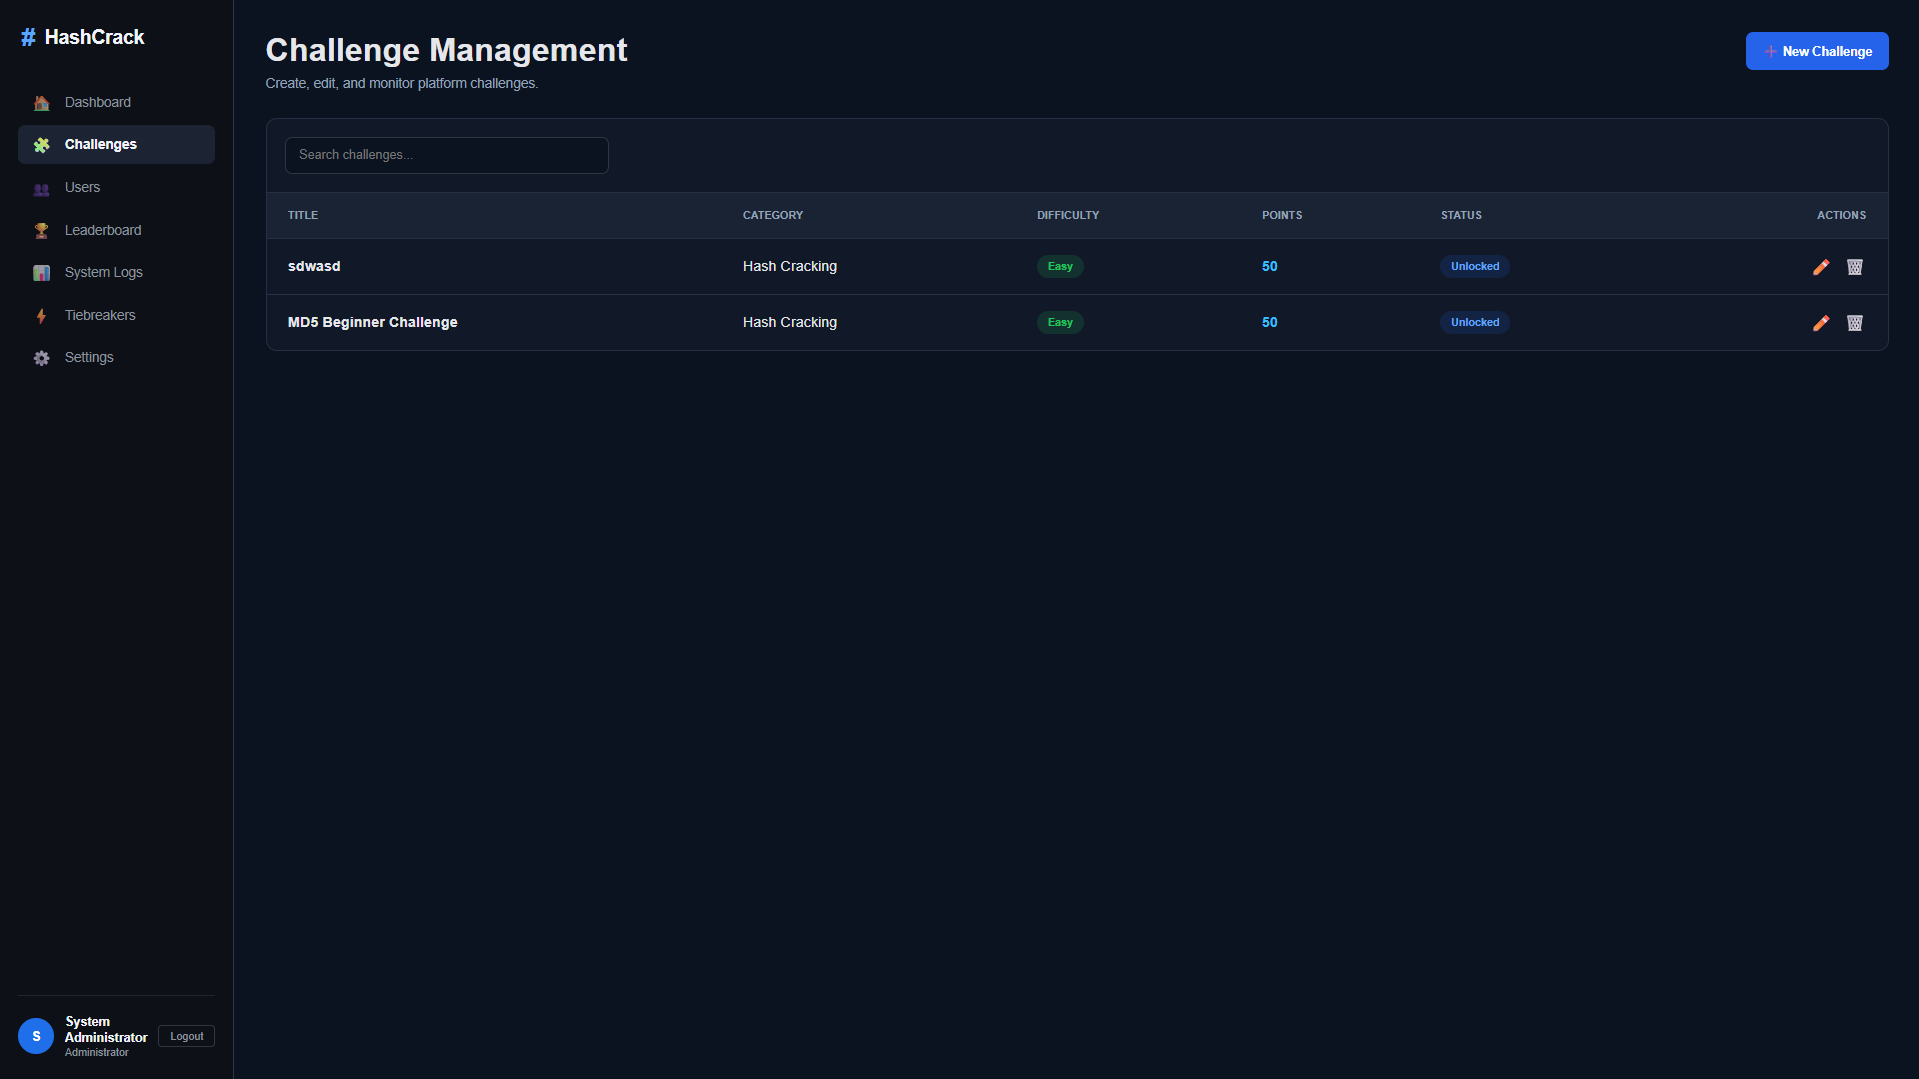 # HashCrack
Dashboard
Challenges
Users
Leaderboard
System Logs
Tiebreakers
Settings
System Administrator
Administrator
Logout
Challenge Management
Create, edit, and monitor platform challenges.
New Challenge
Search challenges...
TITLE CATEGORY DIFFICULTY POINTS STATUS ACTIONS
sdwasd Hash Cracking Easy 50 Unlocked
MD5 Beginner Challenge Hash Cracking Easy 50 Unlocked
S